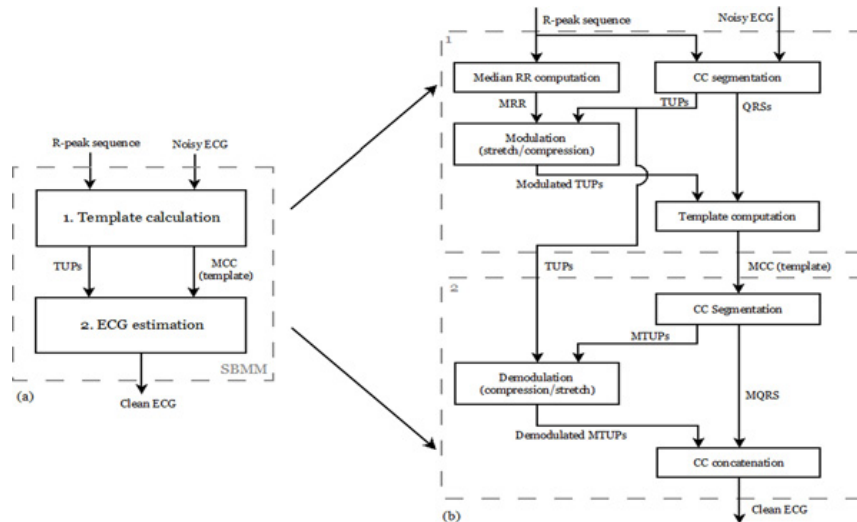 R-peak sequence
Noisy ECG
1. Template calculation
TUPs
MCC
(template)
2. ECG estimation
SBMM
(a)
Clean ECG
R-peak sequence
Noisy ECG
1
Median RR computation
CC segmentation
MRR
TUPs
QRSs
Modulation
(stretch/compression)
Modulated TUPs
Template computation
TUPs
MCC (template)
2
CC Segmentation
MTUPs
Demodulation
(compression/stretch)
MQRS
Demodulated MTUPs
CC concatenation
(b)
Clean ECG